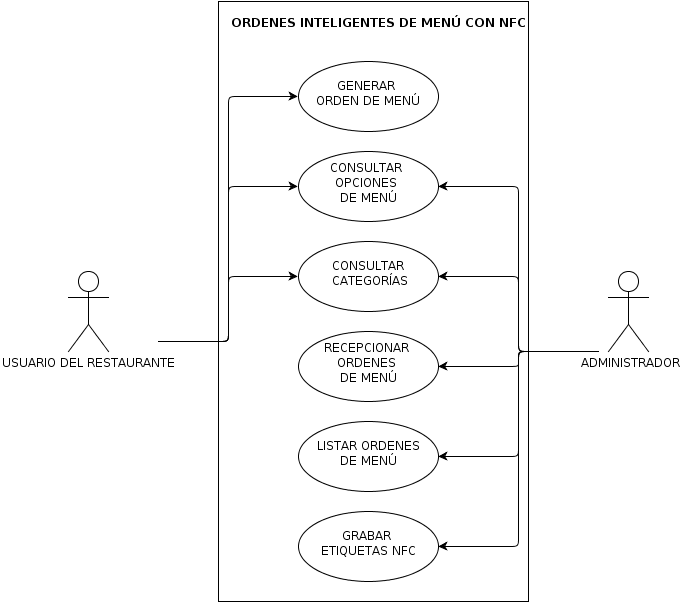 ORDENES INTELIGENTES DE MENÚ CON NFC
GENERAR
ORDEN DE MENÚ
CONSULTAR
OPCIONES
DE MENÚ
CONSULTAR
CATEGORÍAS
RECEPCIONAR
ORDENES
DE MENÚ
LISTAR ORDENES
DE MENÚ
GRABAR
ETIQUETAS NFC
USUARIO DEL RESTAURANTE
ADMINISTRADOR